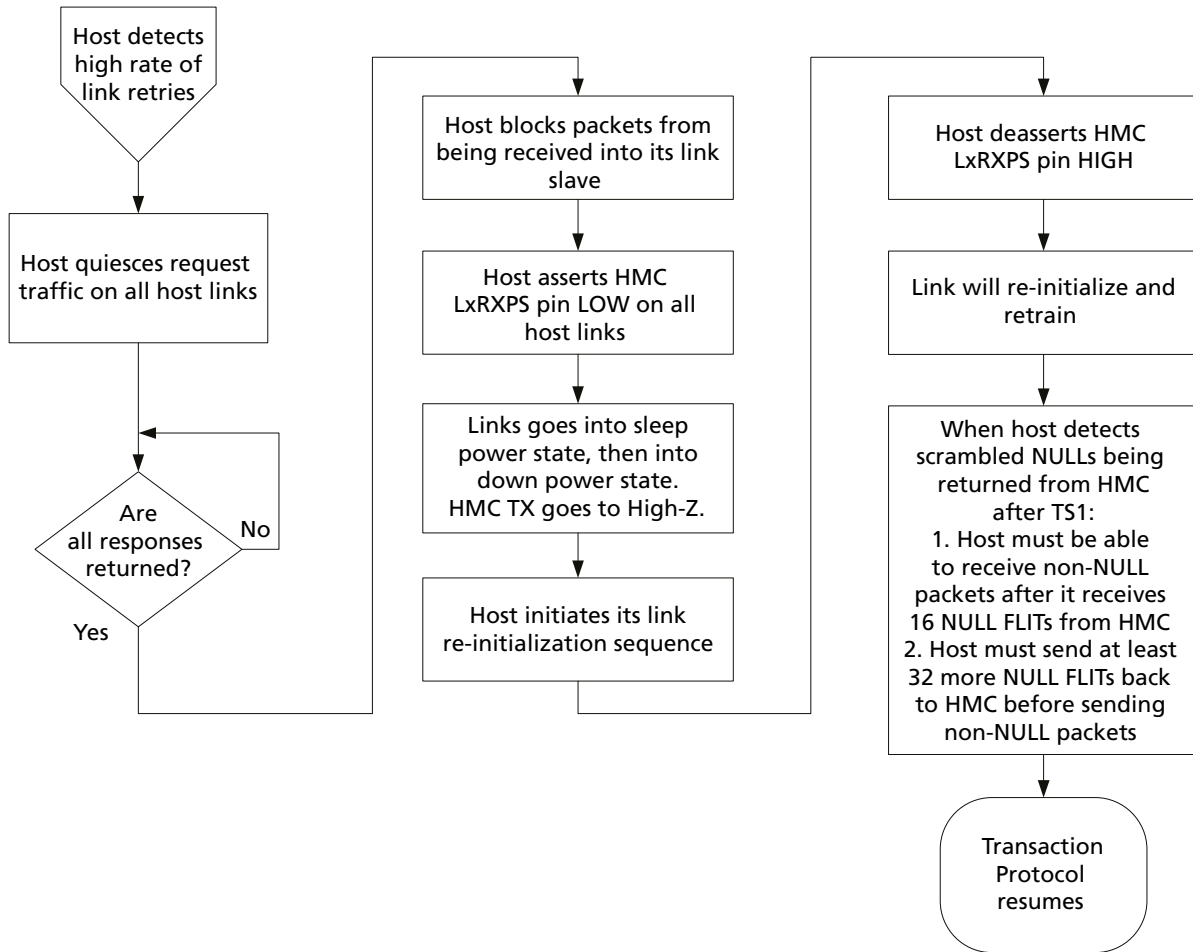 Host detects
high rate of
link retries
Host quiesces request
traffic on all host links
Are
all responses
returned?
No
Yes
Host blocks packets from
being received into its link
slave
Host asserts HMC
LxRXPS pin LOW on all
host links
Links goes into sleep
power state, then into
down power state.
HMC TX goes to High-Z.
Host initiates its link
re-initialization sequence
Host deasserts HMC
LxRXPS pin HIGH
Link will re-initialize and
retrain
When host detects
scrambled NULLs being
returned from HMC
after TS1:
1. Host must be able
to receive non-NULL
packets after it receives
16 NULL FLITs from HMC
2. Host must send at least
32 more NULL FLITs back
to HMC before sending
non-NULL packets
Transaction
Protocol
resumes